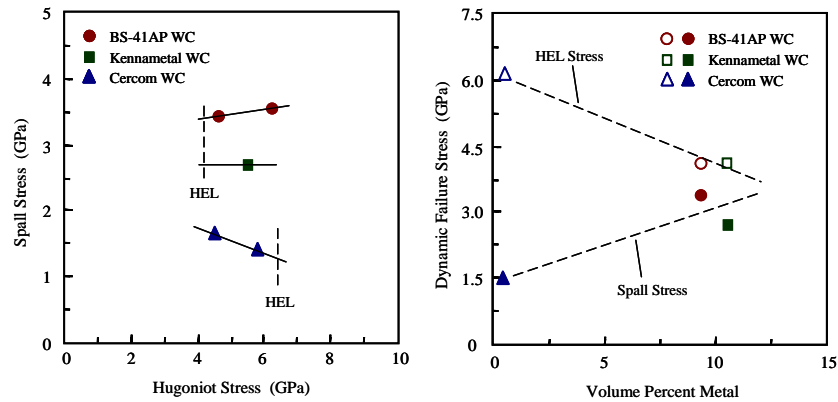 5
4
3
2
1
0
0
2
4
6
8
10
Spall Stress (GPa)
Hugoniot Stress (GPa)
BS-41AP WC
Kennametal WC
Cercom WC
HEL
HEL
7.5
6.0
4.5
3.0
1.5
0
0
5
10
15
Dynamic Failure Stress (GPa)
Volume Percent Metal
BS-41AP WC
Kennametal WC
Cercom WC
HEL Stress
Spall Stress